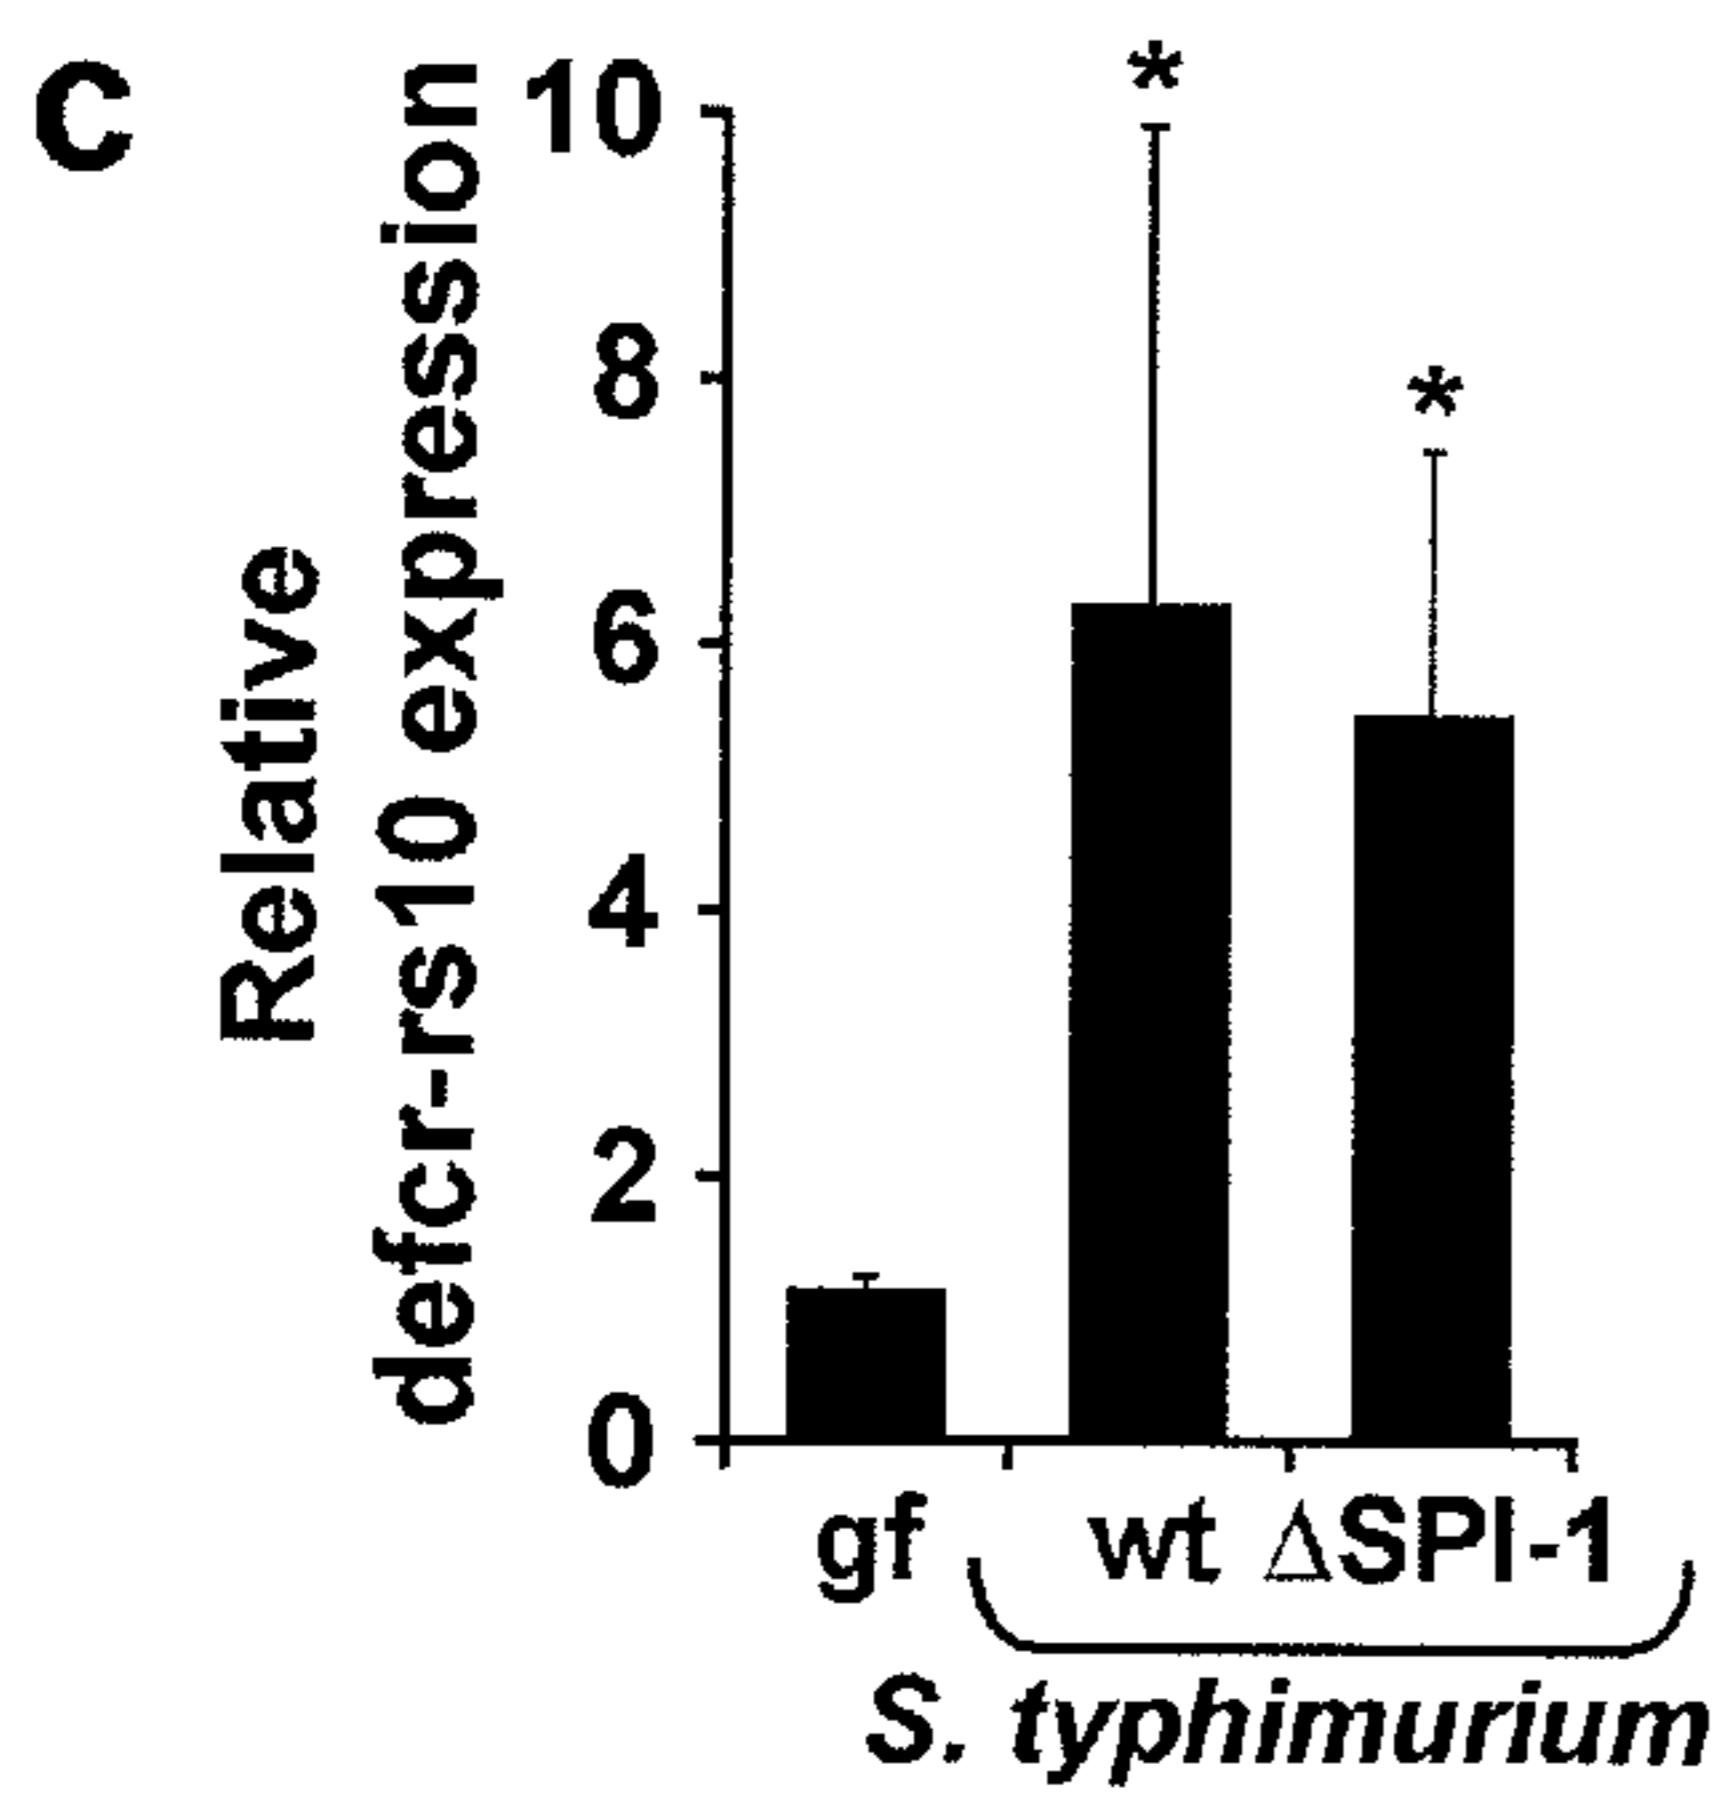 C
Relative
defcr-rs10 expression
10
8
6
4
2
0
*
*
gf
wt
ΔSPI-1
S. typhimurium